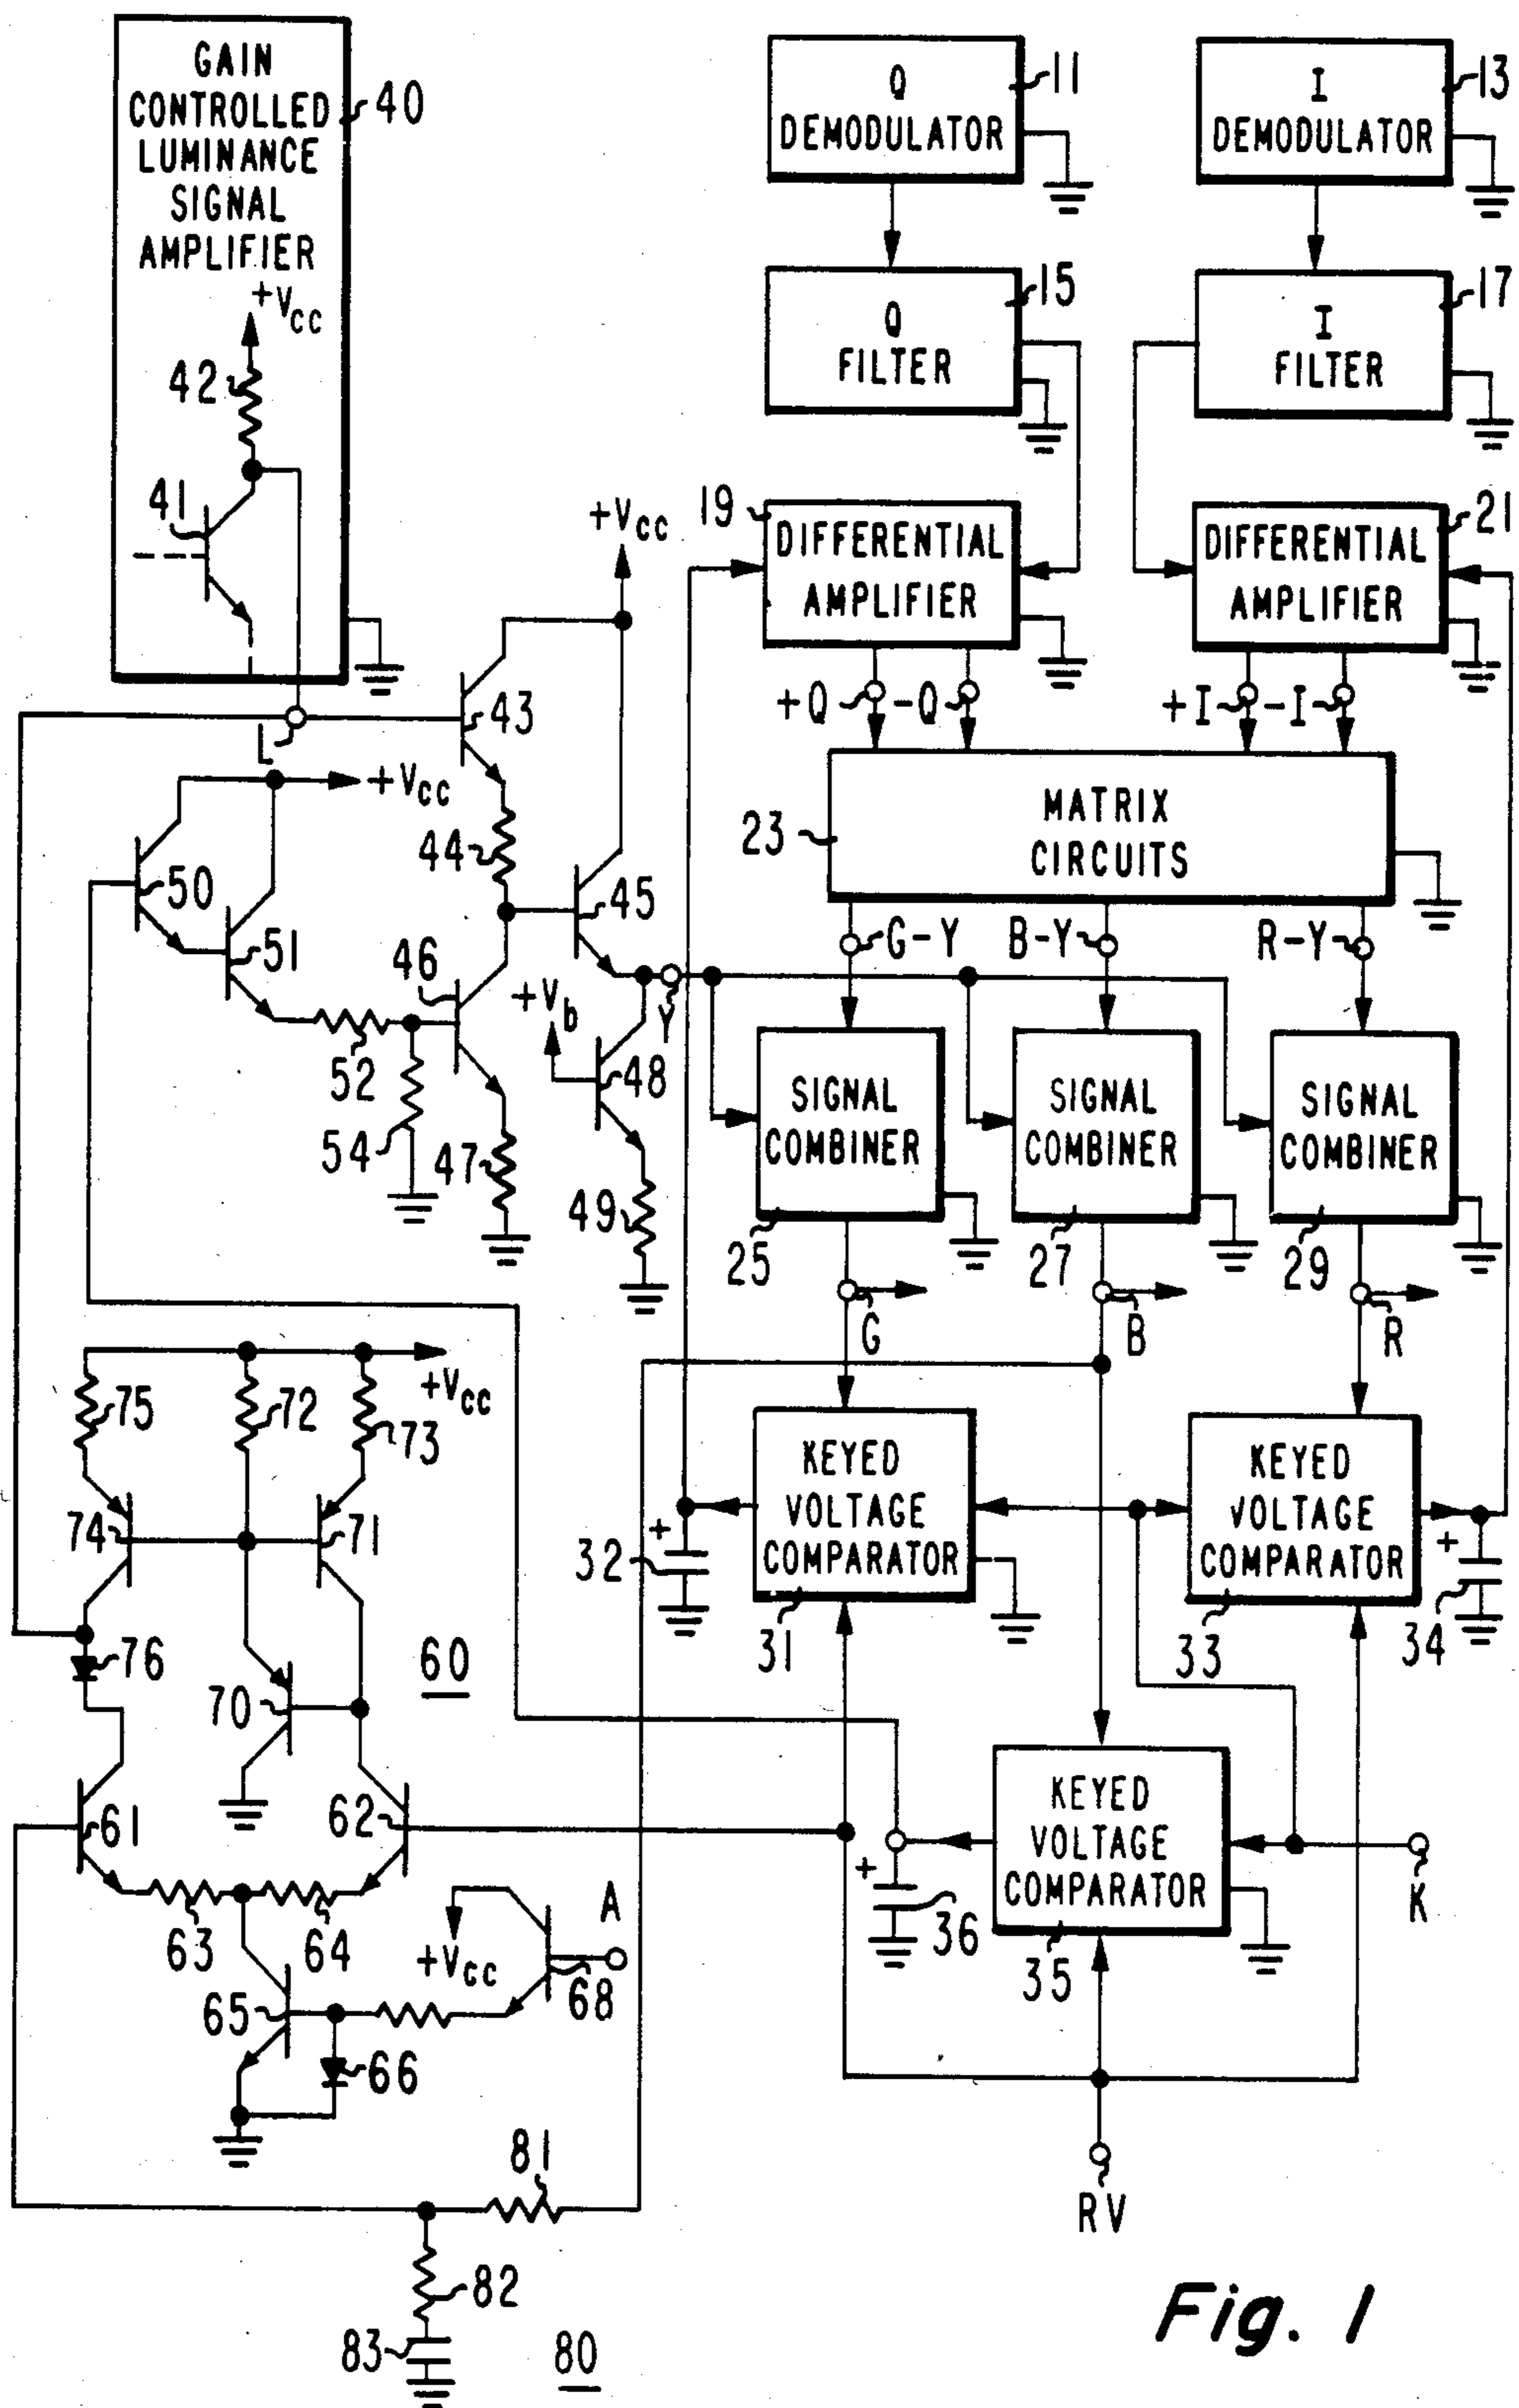 GAIN
CONTROLLED
LUMINANCE
SIGNAL
AMPLIFIER
40
+Vcc
42
41
L
Q
DEMODULATOR
11
I
DEMODULATOR
13
Q
FILTER
15
I
FILTER
17
19
DIFFERENTIAL
AMPLIFIER
DIFFERENTIAL
AMPLIFIER
21
+Q
-Q
+I
-I
+Vcc
43
+Vcc
44
45
50
51
46
+Vb
Y
48
52
54
47
49
23
MATRIX
CIRCUITS
G-Y
B-Y
R-Y
SIGNAL
COMBINER
25
SIGNAL
COMBINER
27
SIGNAL
COMBINER
29
G
B
R
+Vcc
75
72
73
74
71
76
60
70
61
62
63
64
+Vcc
A
65
68
66
KEYED
VOLTAGE
COMPARATOR
31
+
32
KEYED
VOLTAGE
COMPARATOR
33
+
34
KEYED
VOLTAGE
COMPARATOR
35
+
36
K
RV
81
82
83
80
Fig. 1